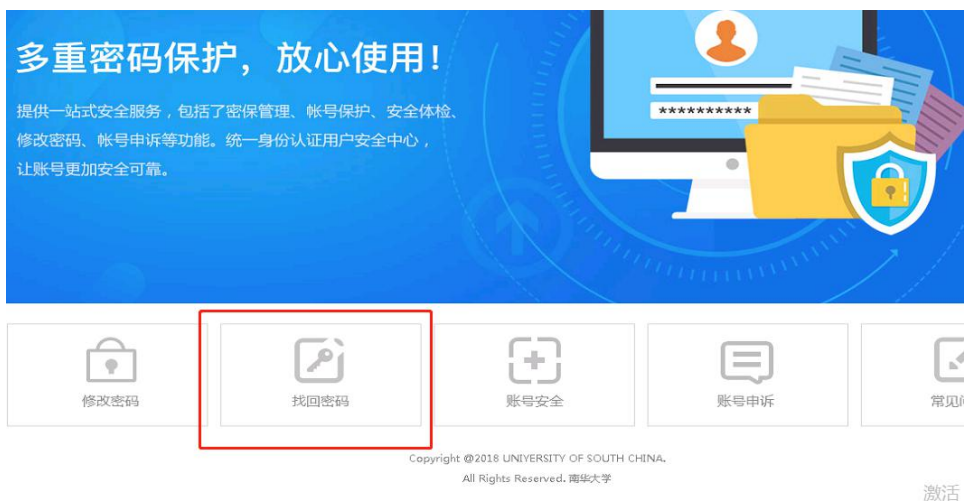 多重密码保护，放心使用！
提供一站式安全服务，包括了密保管理、帐号保护、安全体检、
修改密码、帐号申诉等功能。统一身份认证用户安全中心，
让账号更加安全可靠。
**********
修改密码
找回密码
账号安全
账号申诉
常见
Copyright @2018 UNIYERSITY OF SOUTH CHINA.
All Rights Reserved. 南华大学
激活